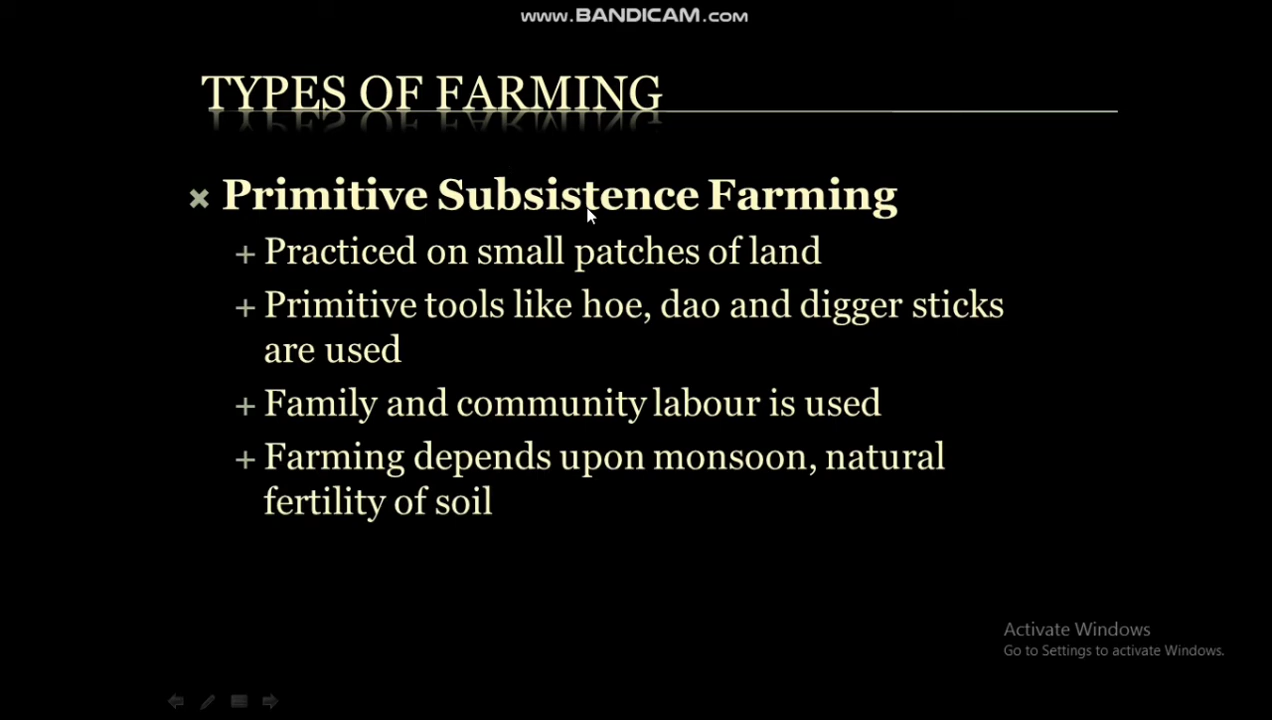 www.BANDICAM.com
TYPES OF FARMING
Primitive Subsistence Farming
Practiced on small patches of land
Primitive tools like hoe, dao and digger sticks
are used
Family and community labour is used
Farming depends upon monsoon, natural
fertility of soil
Activate Windows
Go to Settings to activate Windows.